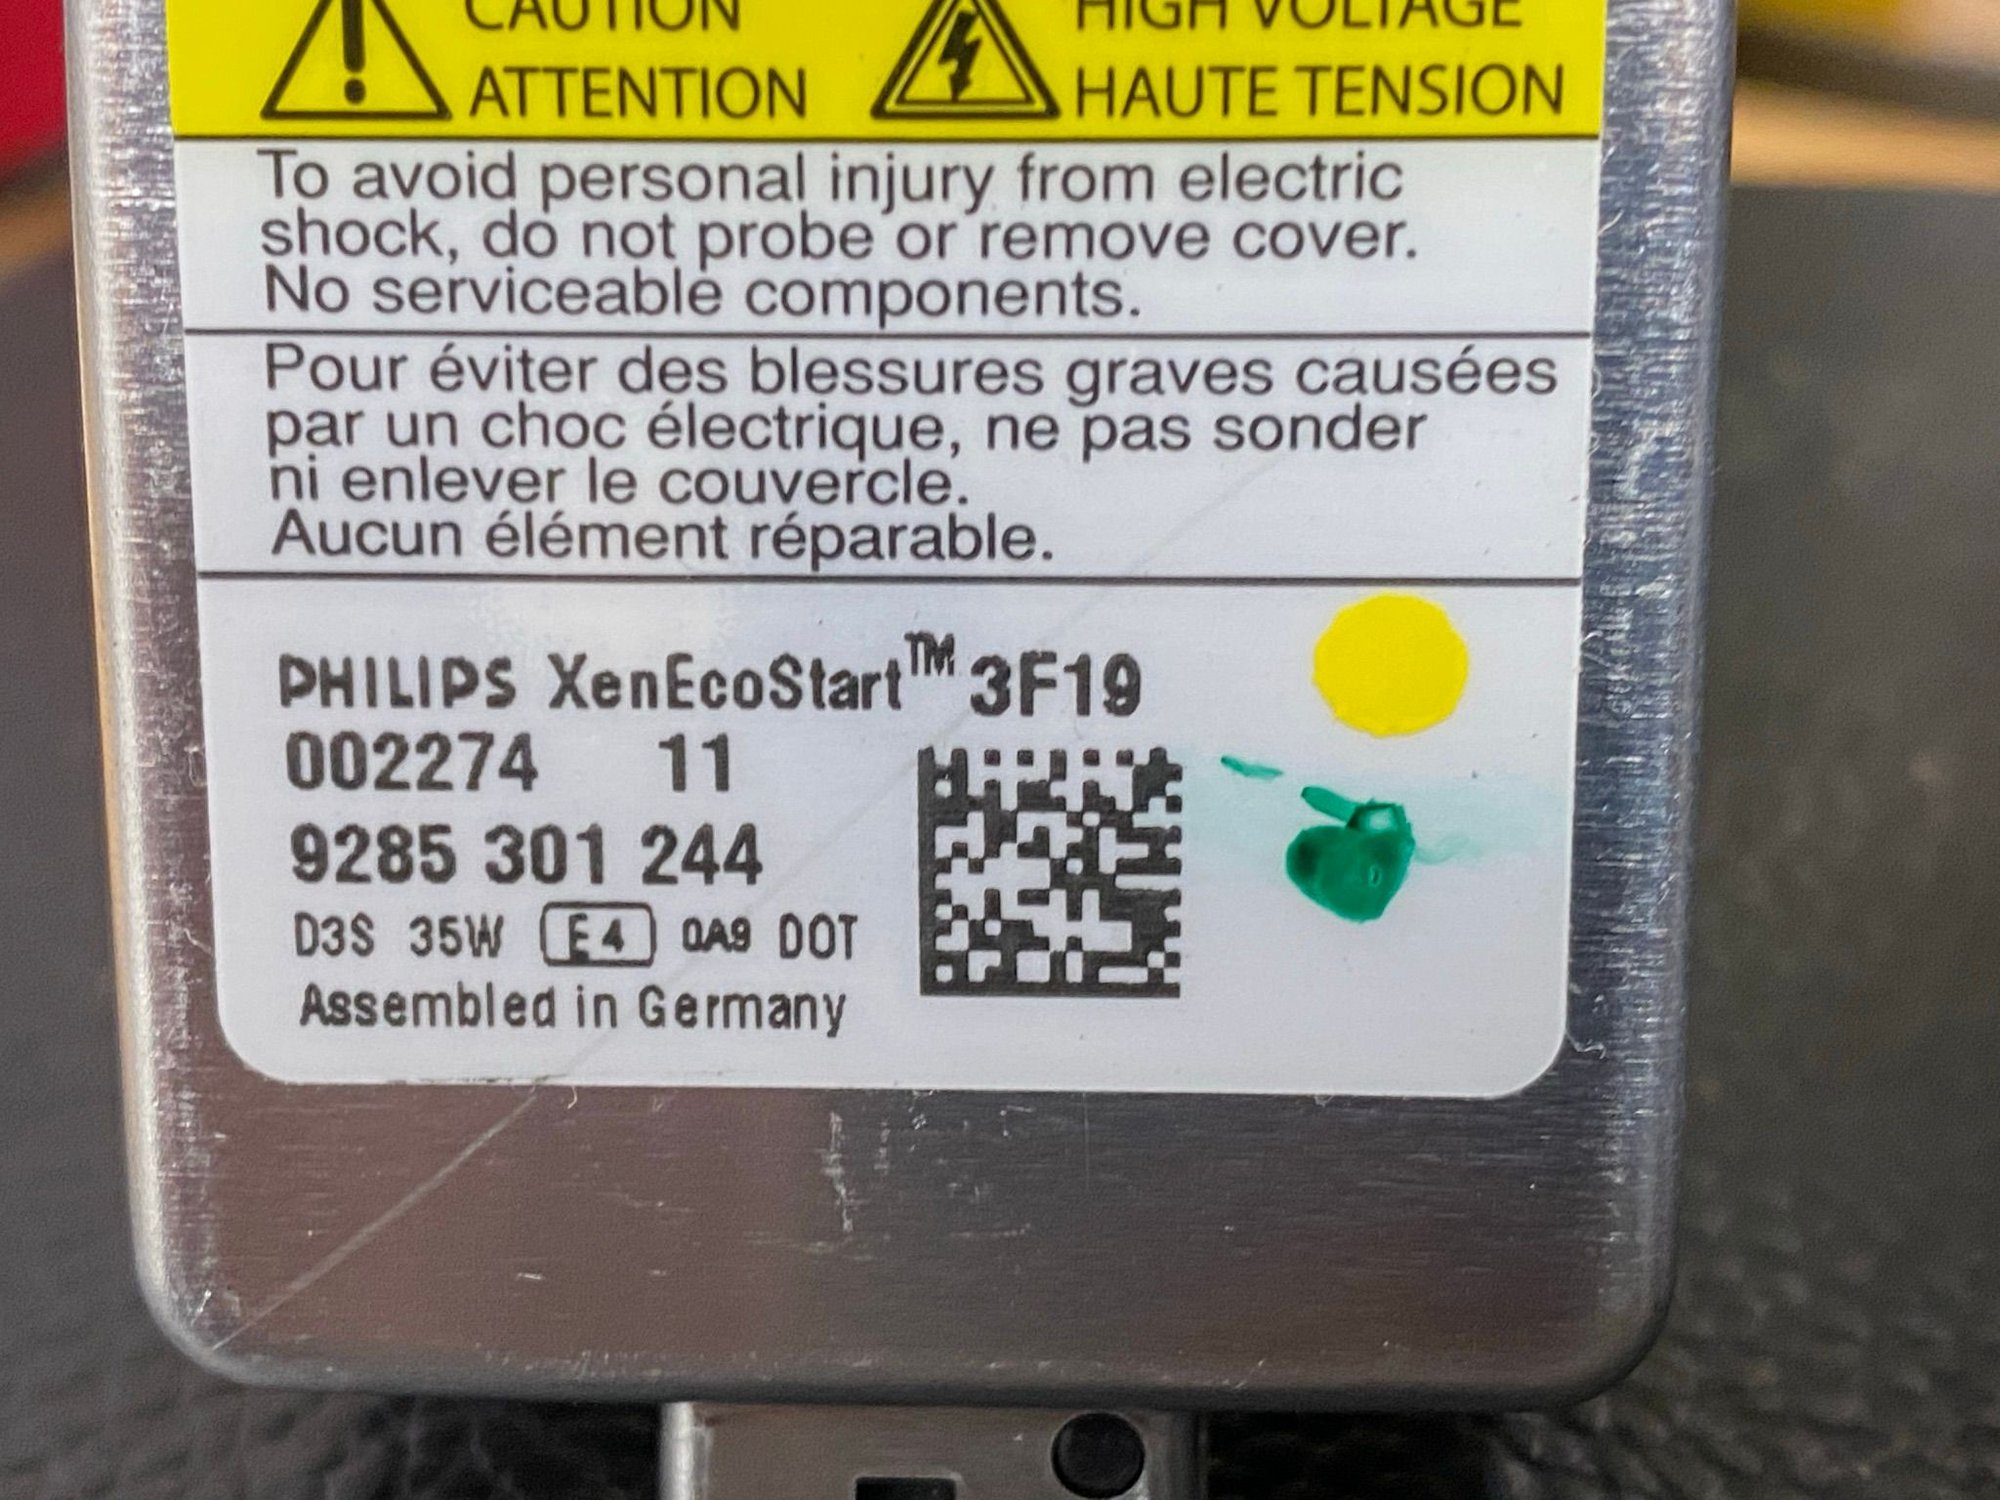 CAUTION
ATTENTION
HIGH VOLTAGE
HAUTE TENSION
To avoid personal injury from electric
shock, do not probe or remove cover.
No serviceable components.
Pour éviter des blessures graves causées
par un choc électrique, ne pas sonder
ni enlever le couvercle.
Aucun élément réparable.
PHILIPS XenEcoStart™ 3F19
002274 11
9285 301 244
D3S 35W E4 0A9 DOT
Assembled in Germany